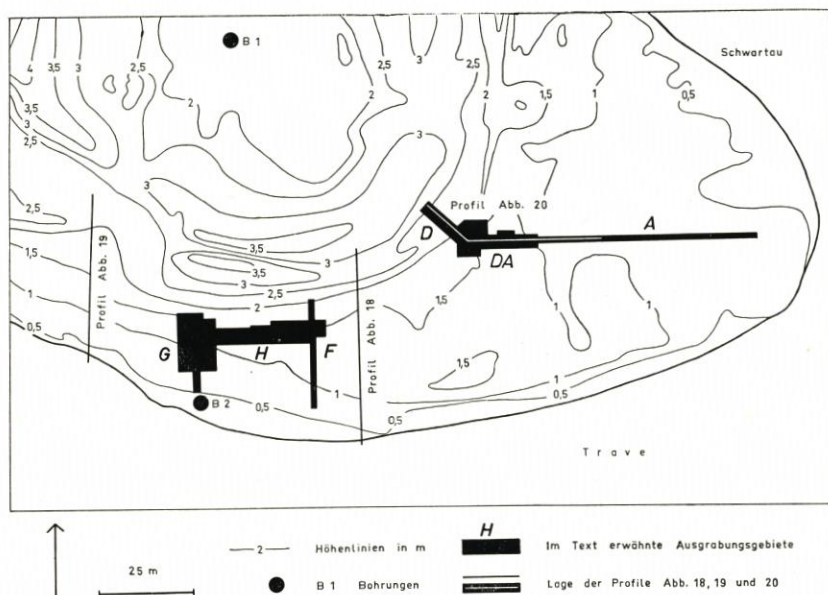 B 1
Schwartau
4
3,5
3
2,5
2
3
2,5
2
2,5
2
1,5
1
0,5
3,5
3
2,5
3
3
Profil Abb. 20
D
A
DA
2,5
3,5
3,5
3
2,5
2
1,5
1
0,5
Profil Abb. 19
1,5
1
G
H
F
Profil Abb. 18
1,5
1
1
0,5
0,5
0,5
B 2
Trave
25 m
2 Höhenlinien in m
B 1 Bohrungen
H
Im Text erwähnte Ausgrabungsgebiete
Lage der Profile Abb. 18, 19 und 20